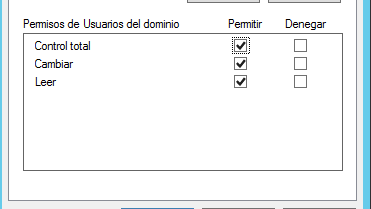 Permisos de Usuarios del dominio Permitir Denegar
Control total
Cambiar
Leer